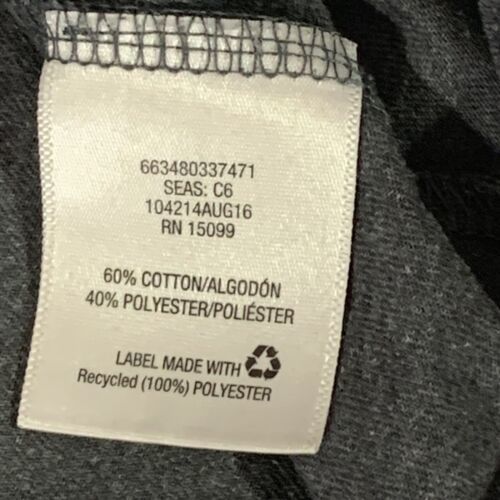 663480337471
SEAS: C6
104214AUG16
RN 15099
60% COTTON/ALGODÓN
40% POLYESTER/POLIÉSTER
LABEL MADE WITH
Recycled (100%) POLYESTER